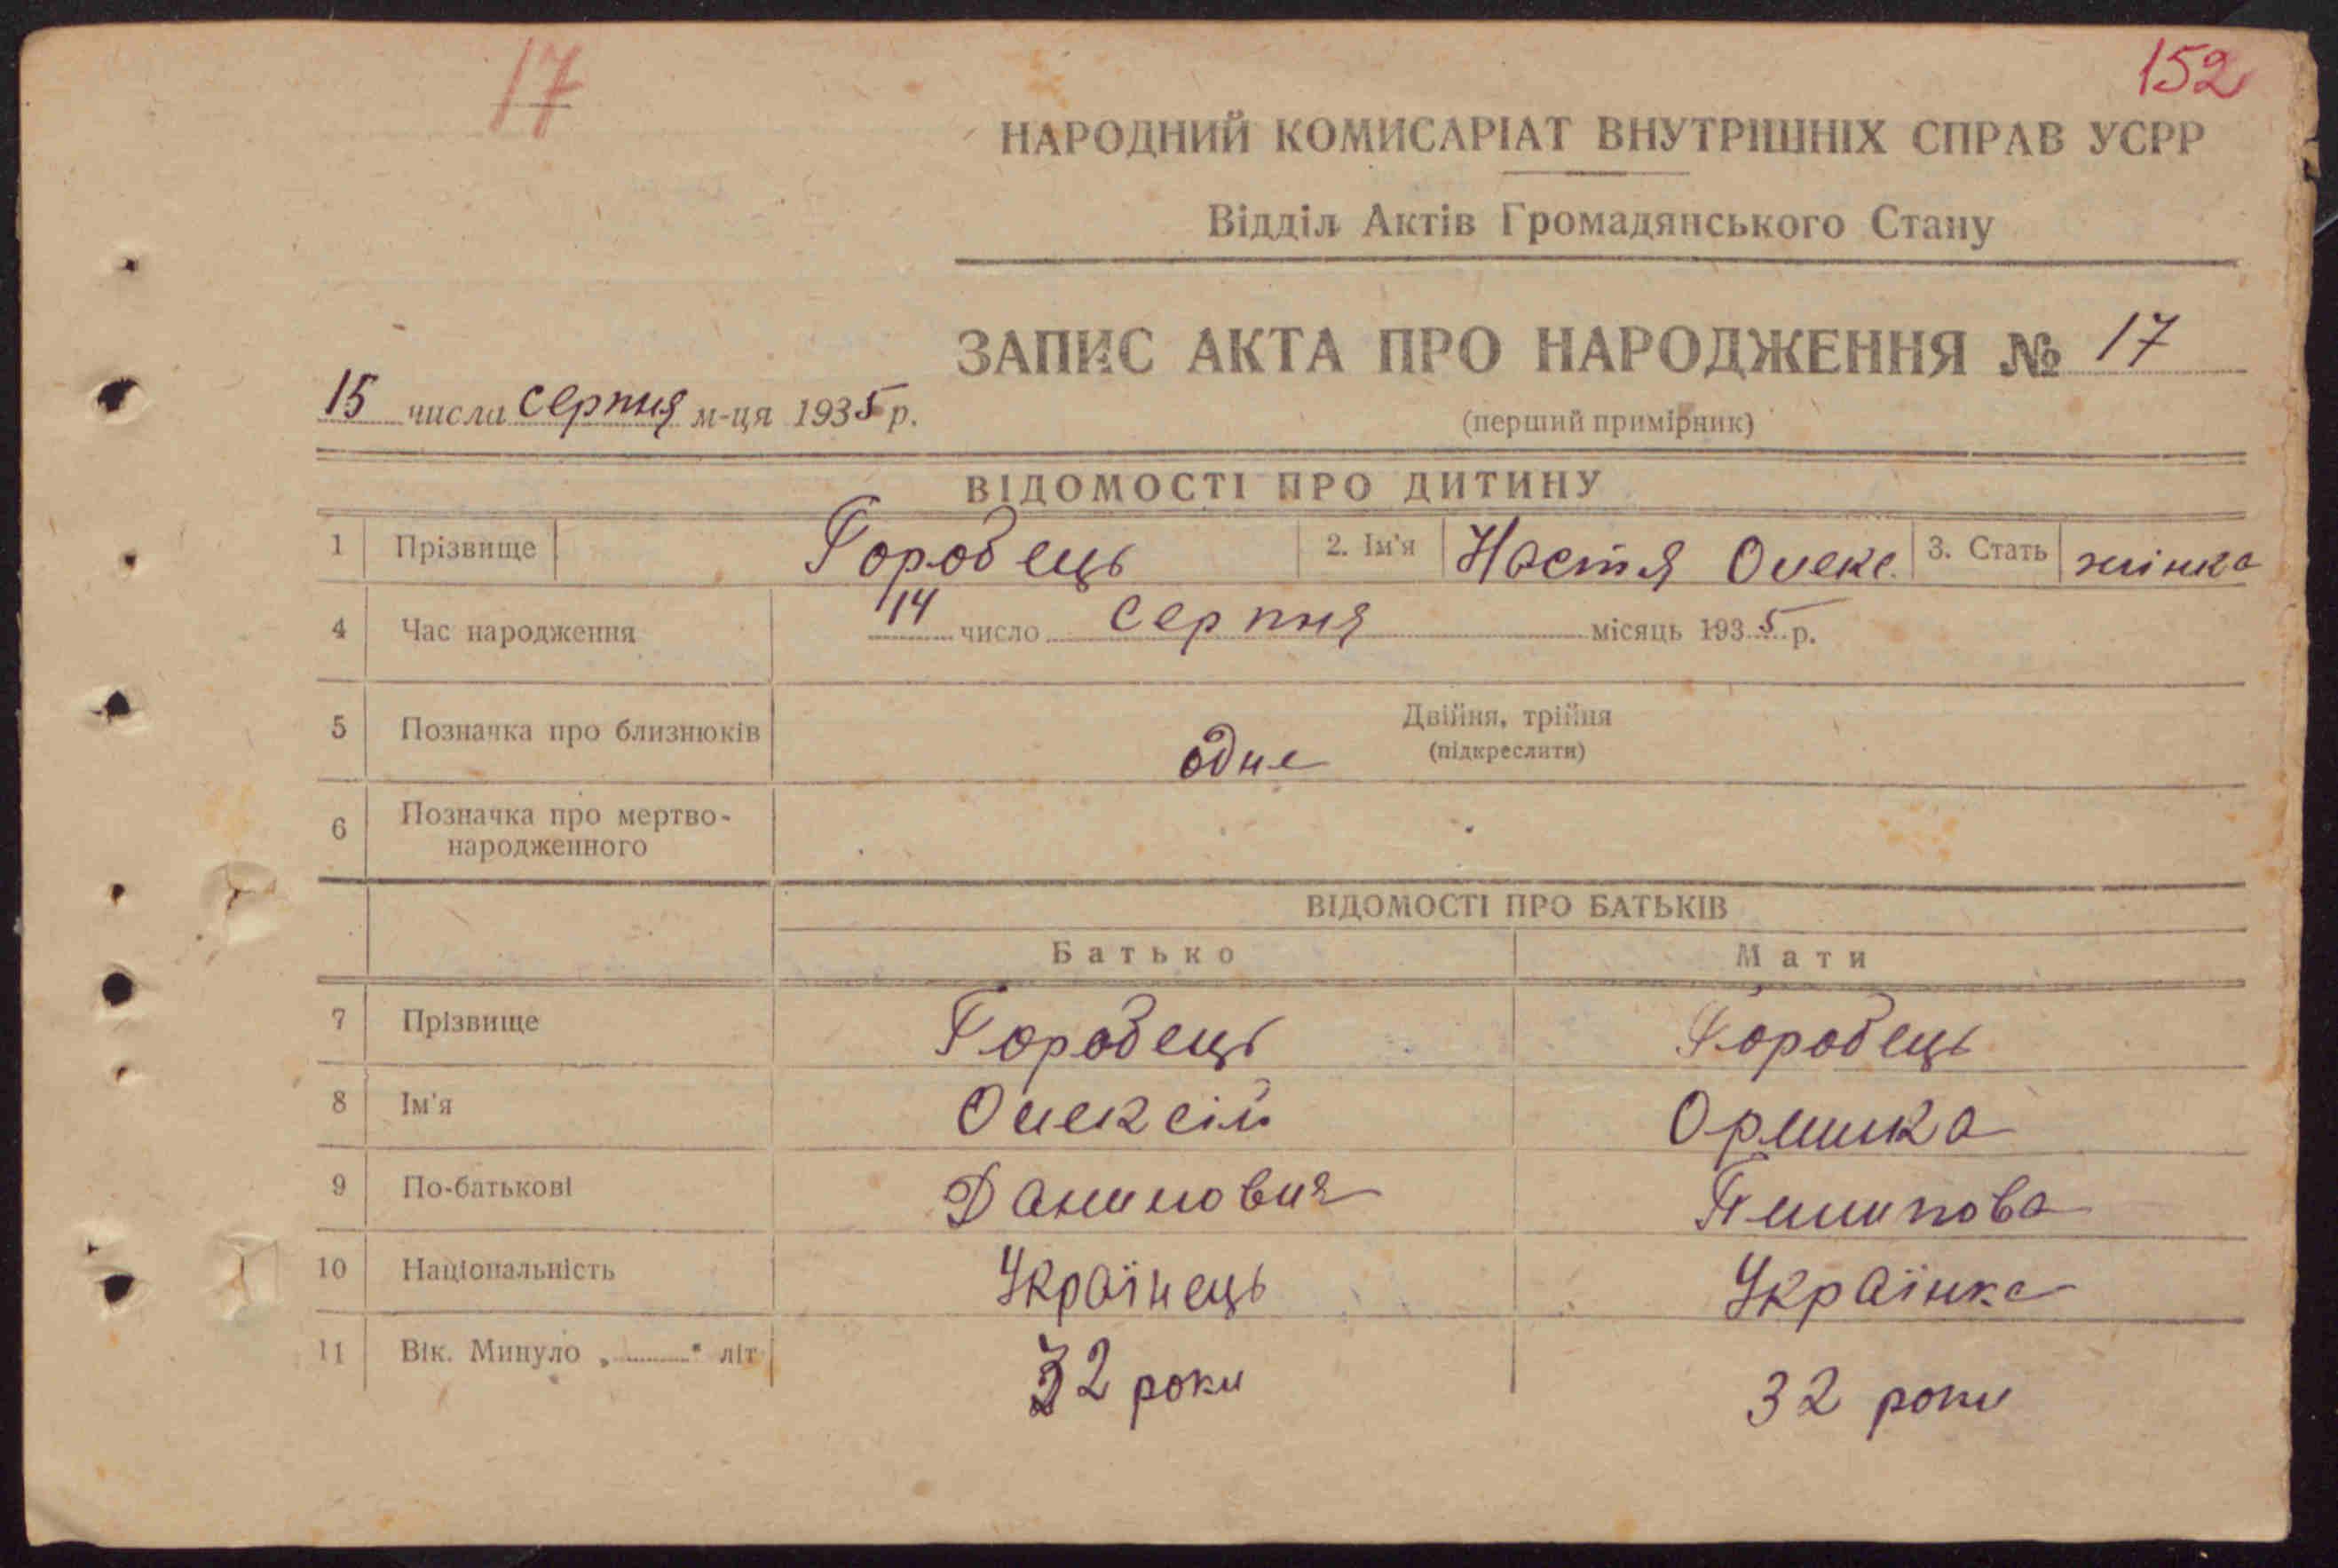 17
152
НАРОДНИЙ КОМИСАРІАТ ВНУТРІШНІХ СПРАВ УСРР
Відділ Актів Громадянського Стану
ЗАПИС АКТА ПРО НАРОДЖЕННЯ № 17
15 числа серпня м-ця 1935 р.
(перший примірник)
ВІДОМОСТІ ПРО ДИТИНУ
1 Прізвище Горобець 2. Ім'я Настя Олекс. 3. Стать жінка
4 Час народження 14 число серпня місяць 1935 р.
5 Позначка про близнюків одне Двійня, трійня
(підкреслити)
6 Позначка про мертво-
народженного
ВІДОМОСТІ ПРО БАТЬКІВ
Батько Мати
7 Прізвище Горобець Горобець
8 Ім'я Олексій Оришка
9 По-батькові Данилович Пилипова
10 Національність Українець Українка
11 Вік. Минуло „ “ літ 32 роки 32 роки